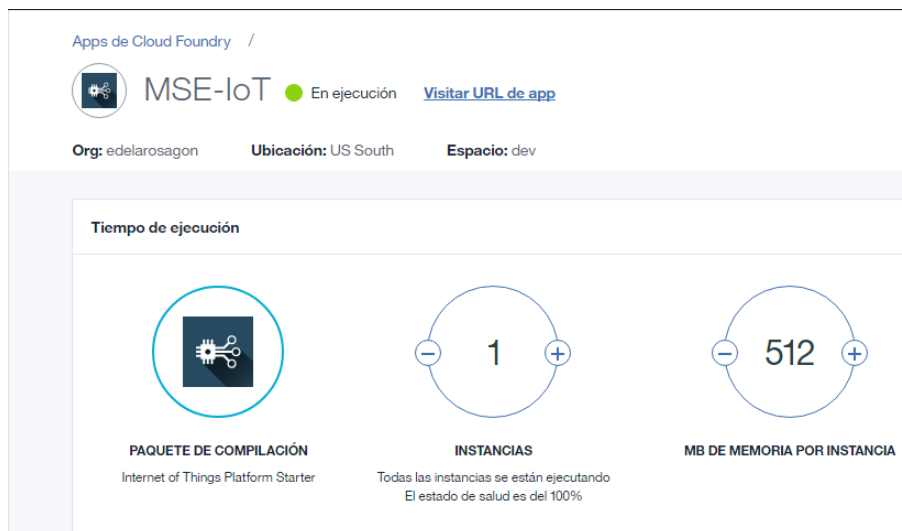 Apps de Cloud Foundry /
MSE-IoT En ejecución Visitar URL de app
Org: edelarosagon Ubicación: US South Espacio: dev
Tiempo de ejecución
1
512
PAQUETE DE COMPILACIÓN
Internet of Things Platform Starter
INSTANCIAS
Todas las instancias se están ejecutando
El estado de salud es del 100%
MB DE MEMORIA POR INSTANCIA